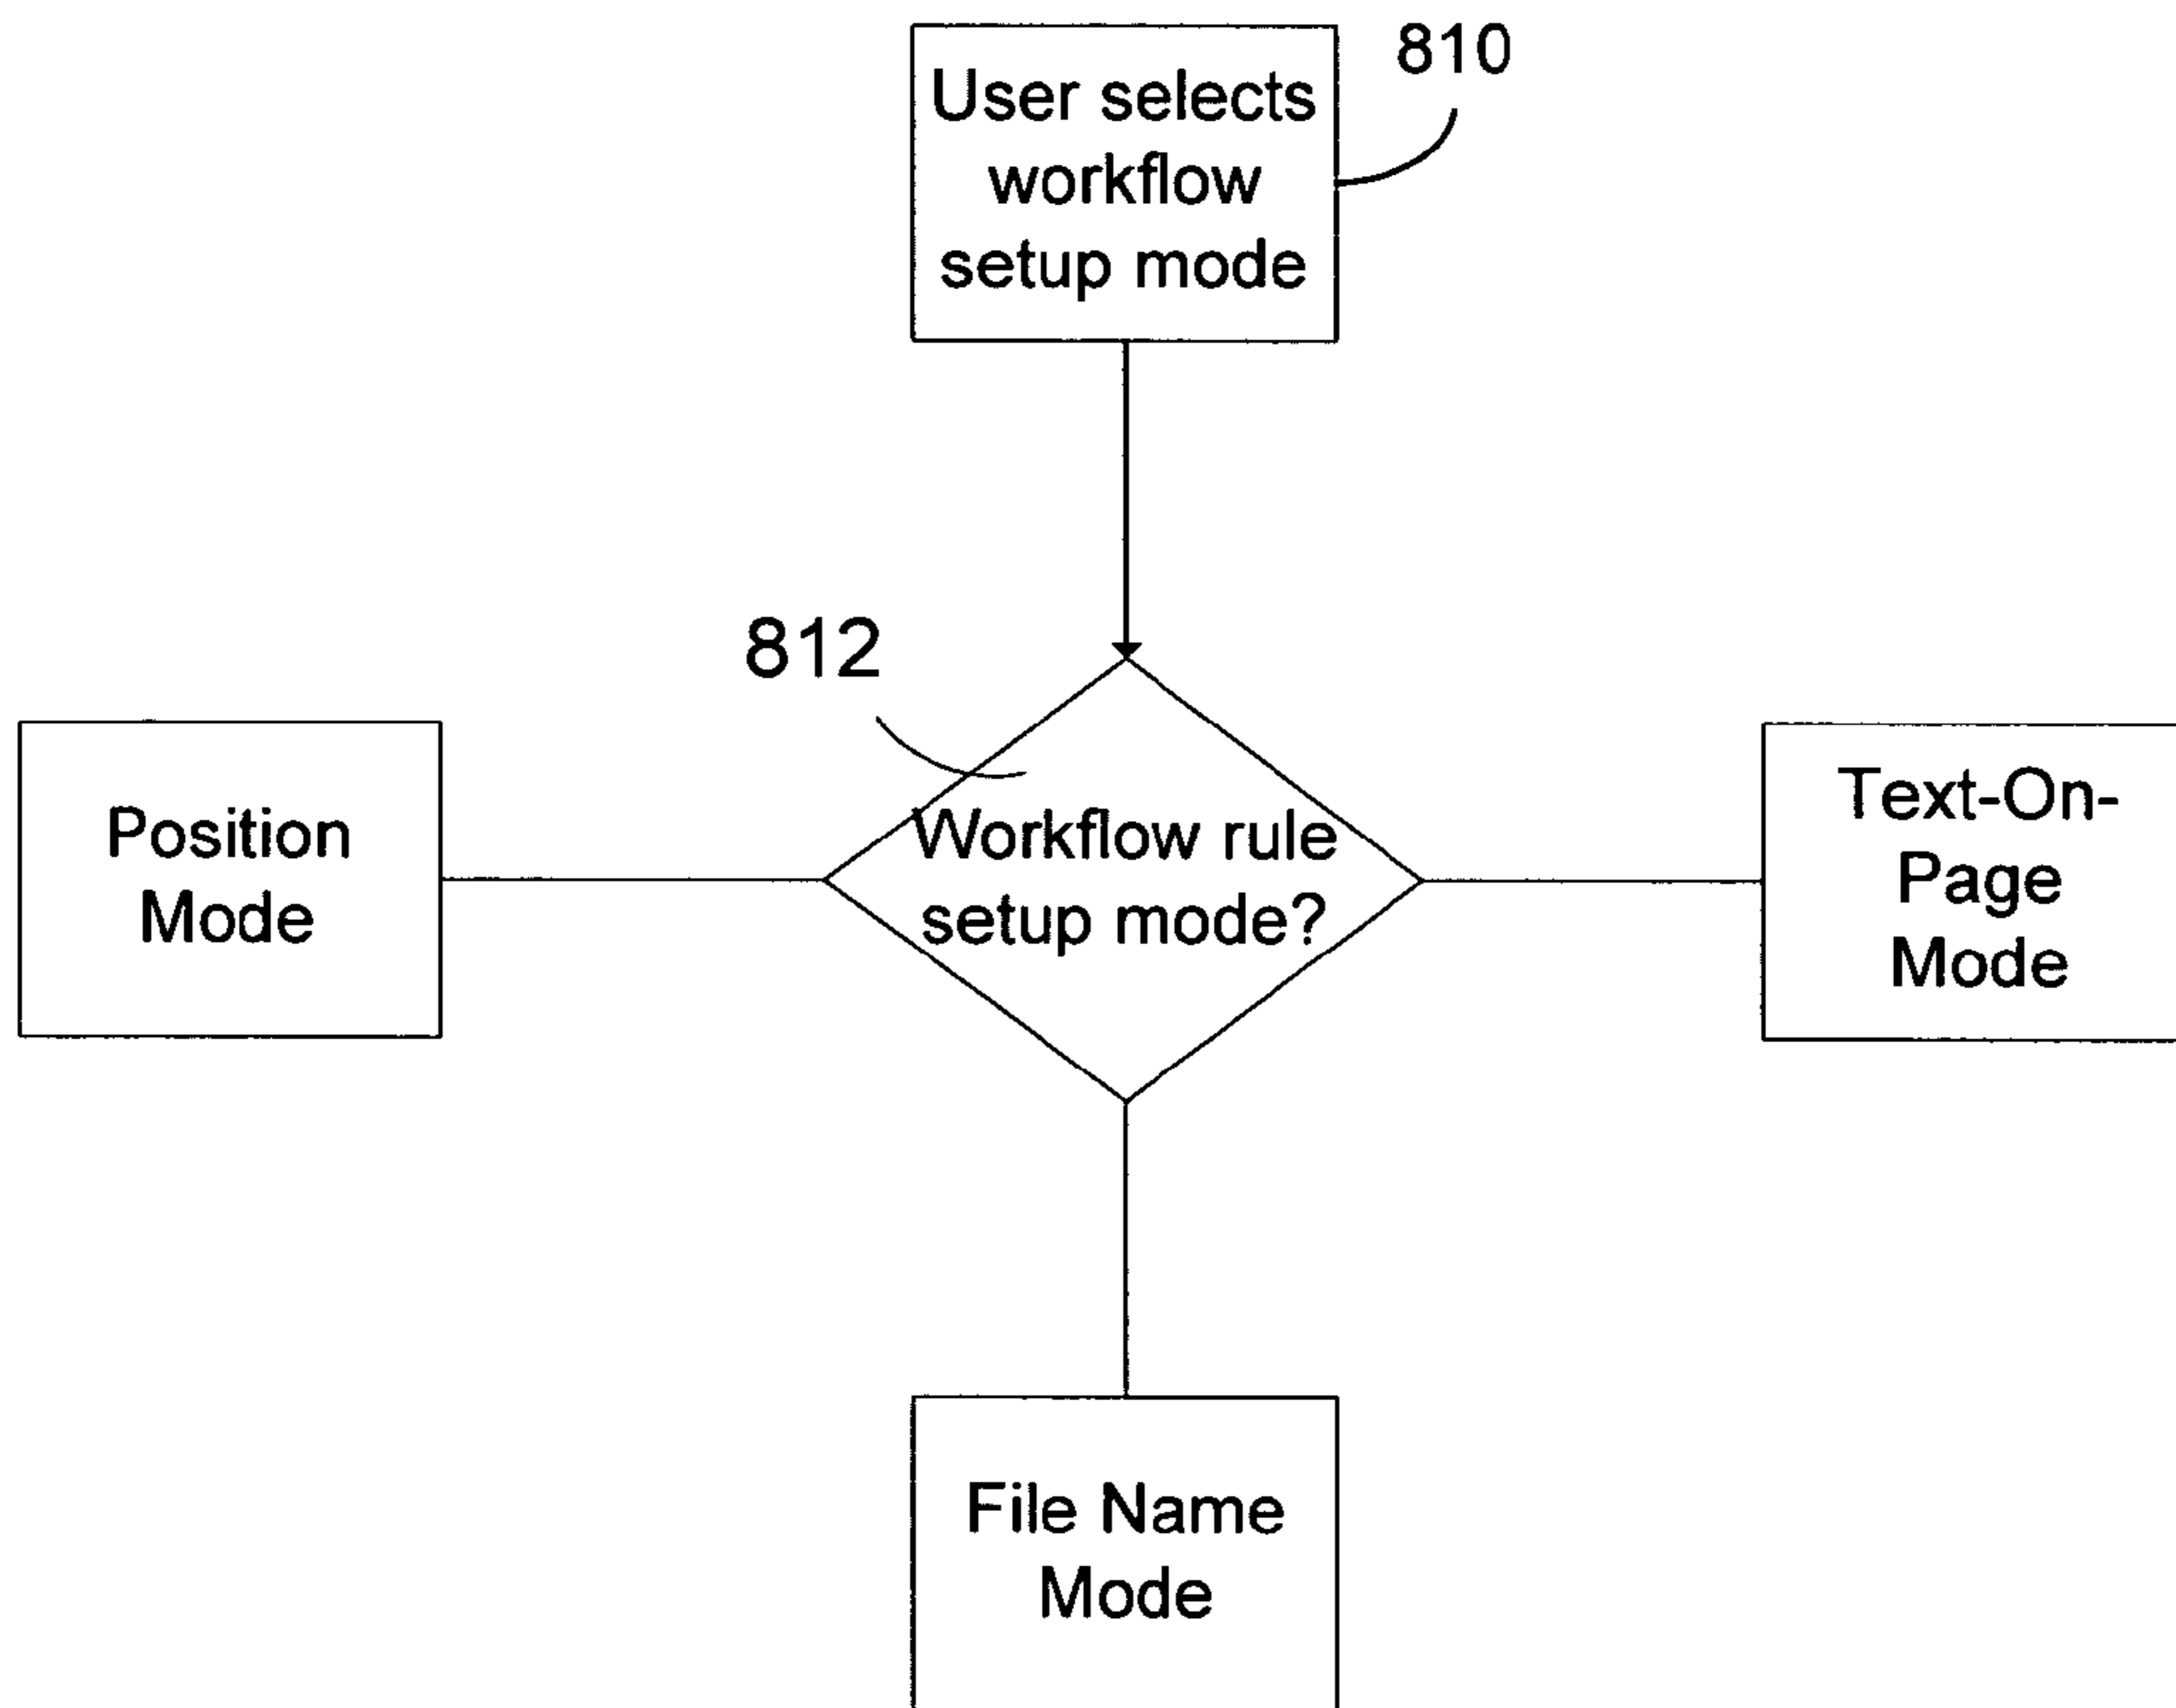 810
User selects
workflow
setup mode
812
Workflow rule
setup mode?
Position
Mode
Text-On-
Page
Mode
File Name
Mode